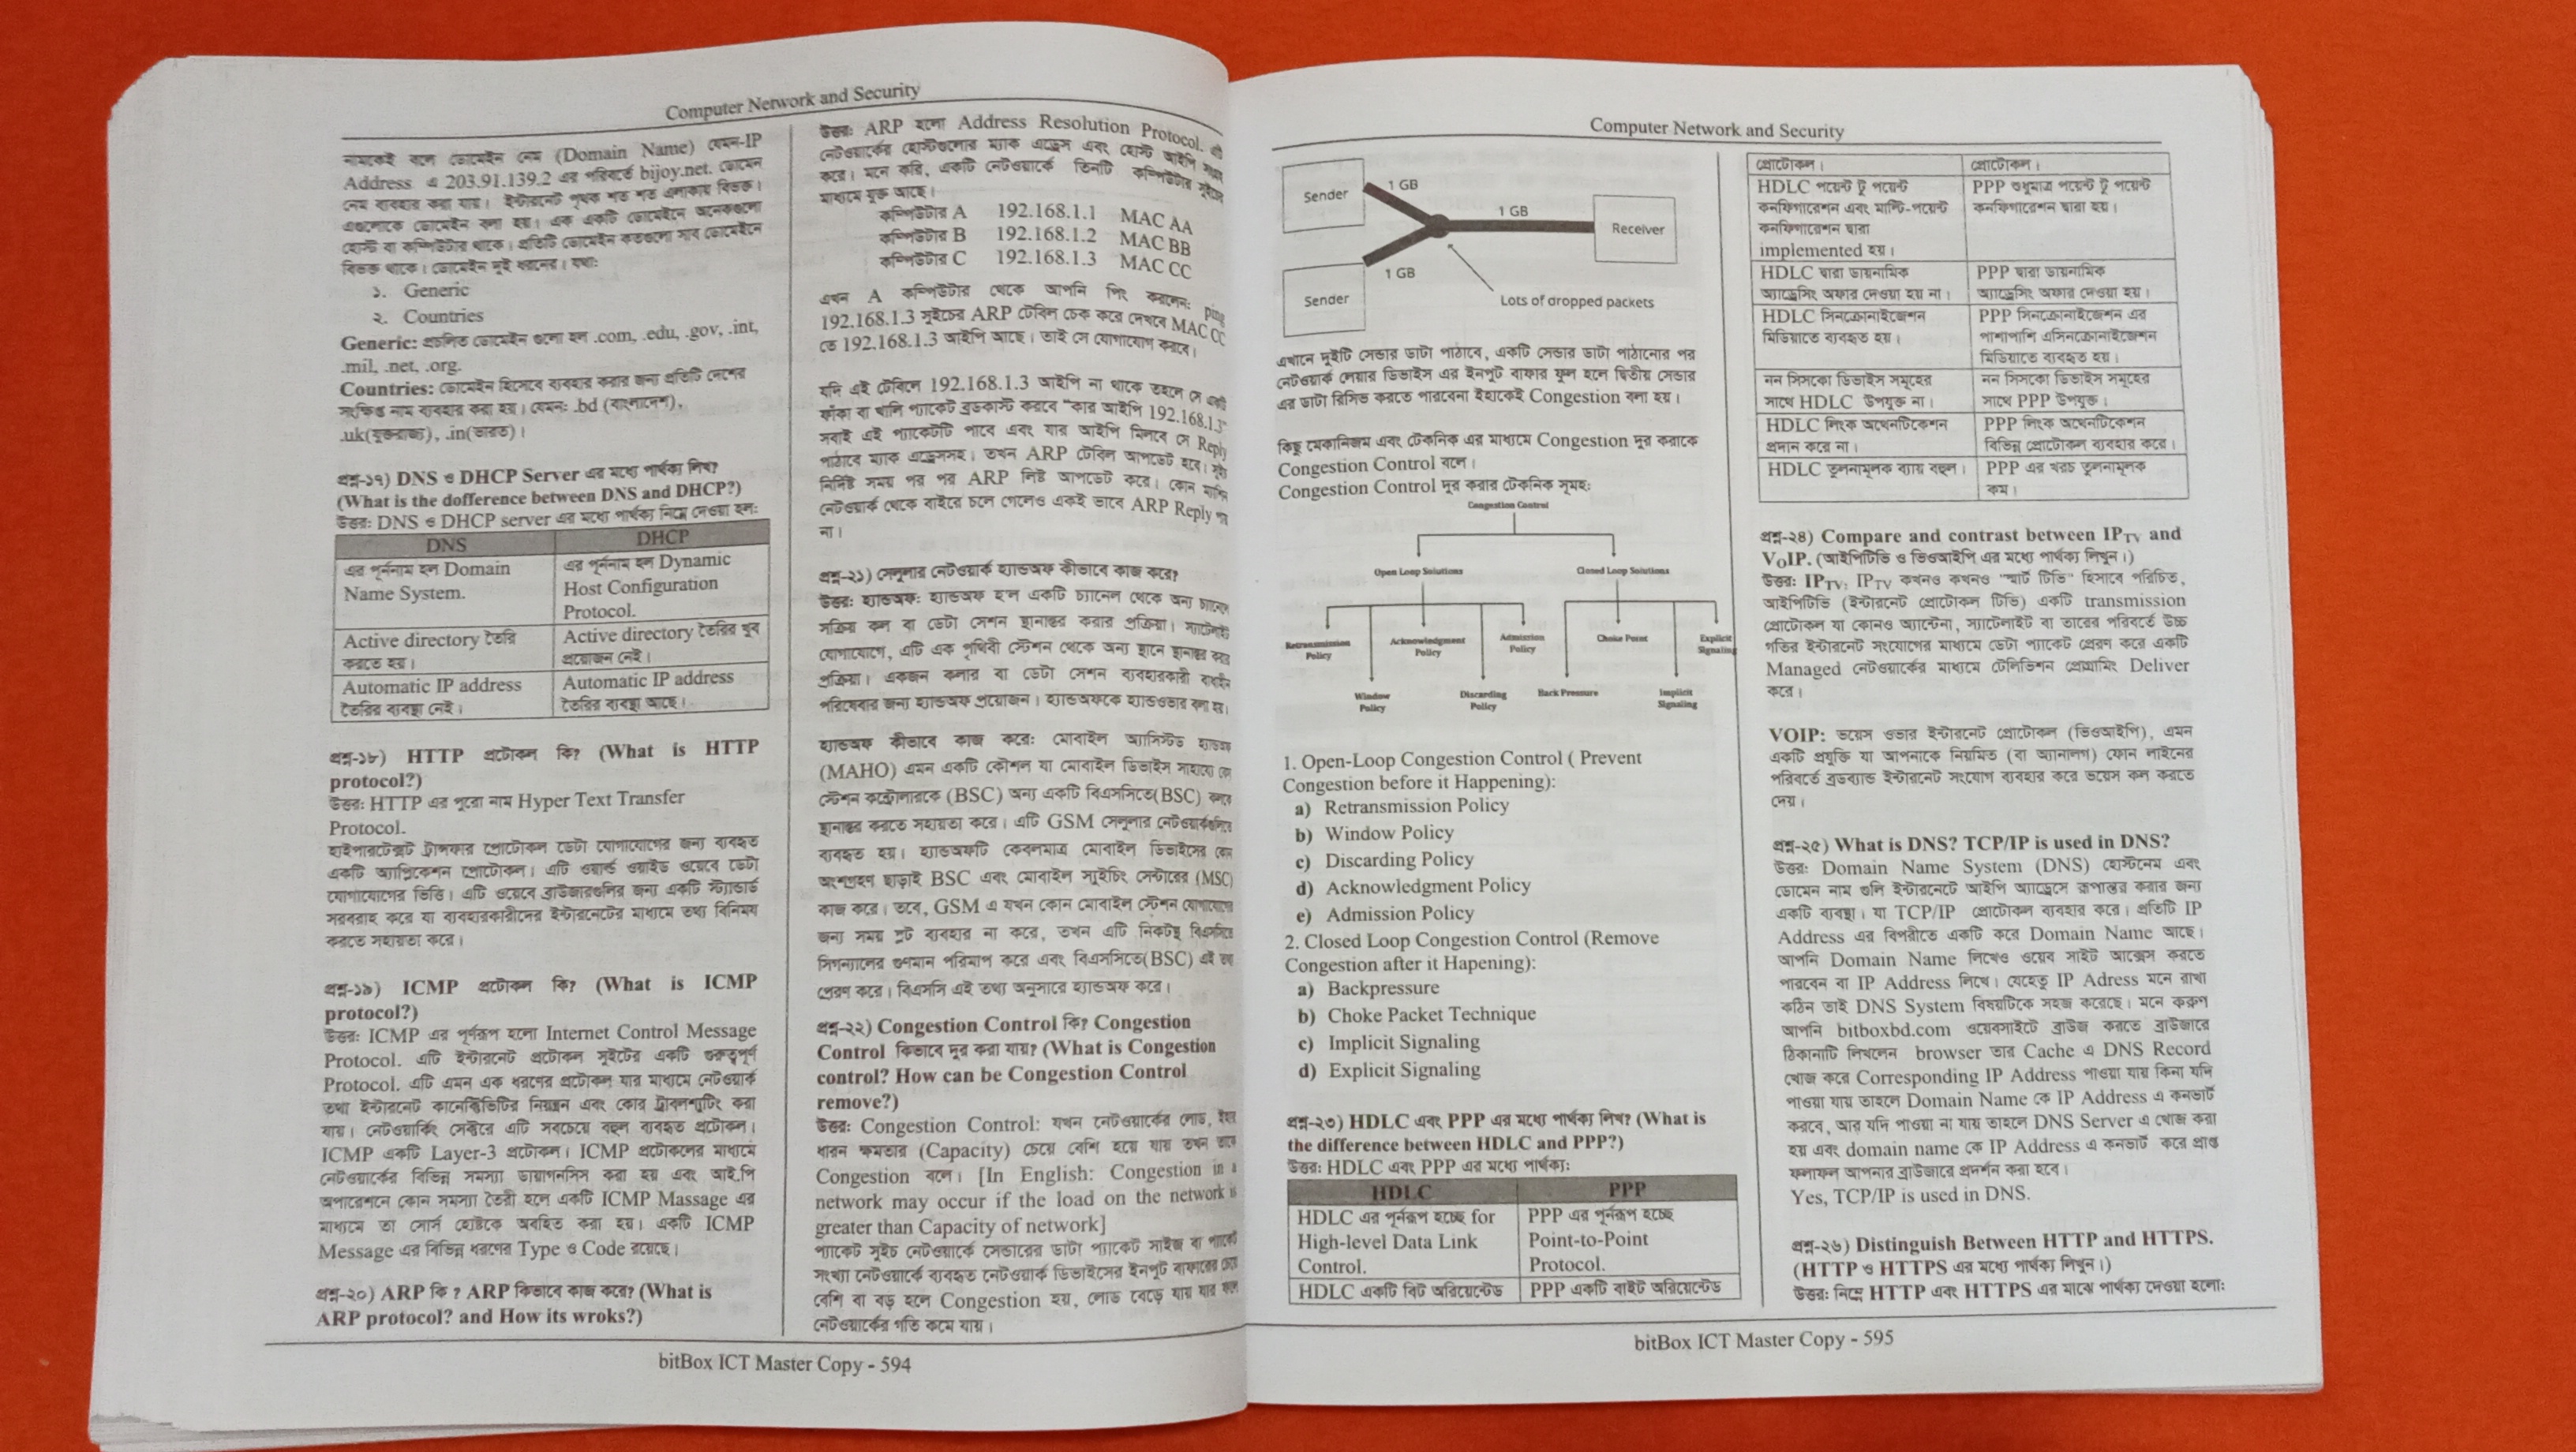 Computer Network and Security
নামকেই বলে ডোমেইন নেম (Domain Name) যেমন-IP
Address এ 203.91.139.2 এর পরিবর্তে bijoy.net. ডোমেন
নেম ব্যবহার করা যায়। ইন্টারনেট পৃথক শত শত এলাকায় বিভক্ত।
এগুলোকে ডোমেইন বলা হয়। এক একটি ডোমেইনে অনেকগুলো
হোস্ট বা কম্পিউটার থাকে। প্রতিটি ডোমেইন কতগুলো সাব ডোমেইনে
বিভক্ত থাকে। ডোমেইন দুই ধরনের। যথা:
১. Generic
২. Countries
Generic: প্রচলিত ডোমেইন গুলো হল .com, .edu, .gov, .int,
.mil, .net, .org.
Countries: ডোমেইন হিসেবে ব্যবহার করার জন্য প্রতিটি দেশের
সংক্ষিপ্ত নাম ব্যবহার করা হয়। যেমন: .bd (বাংলাদেশ),
.uk(যুক্তরাজ্য), .in(ভারত)।
প্রশ্ন-১৭) DNS ও DHCP Server এর মধ্যে পার্থক্য লিখ?
(What is the dofference between DNS and DHCP?)
উত্তর: DNS ও DHCP server এর মধ্যে পার্থক্য নিম্নে দেওয়া হল:
DNS DHCP
এর পূর্ননাম হল Domain এর পূর্ননাম হল Dynamic
Name System. Host Configuration
Protocol.
Active directory তৈরি Active directory তৈরির খুব
করতে হয়। প্রয়োজন নেই।
Automatic IP address Automatic IP address
তৈরির ব্যবস্থা নেই। তৈরির ব্যবস্থা আছে।
প্রশ্ন-১৮) HTTP প্রটোকল কি? (What is HTTP
protocol?)
উত্তর: HTTP এর পুরো নাম Hyper Text Transfer
Protocol.
হাইপারটেক্সট ট্রান্সফার প্রোটোকল ডেটা যোগাযোগের জন্য ব্যবহৃত
একটি অ্যাপ্লিকেশন প্রোটোকল। এটি ওয়ার্ল্ড ওয়াইড ওয়েবে ডেটা
যোগাযোগের ভিত্তি। এটি ওয়েবে ব্রাউজারগুলির জন্য একটি স্ট্যান্ডার্ড
সরবরাহ করে যা ব্যবহারকারীদের ইন্টারনেটের মাধ্যমে তথ্য বিনিময়
করতে সহায়তা করে।
প্রশ্ন-১৯) ICMP প্রটোকল কি? (What is ICMP
protocol?)
উত্তর: ICMP এর পূর্ণরূপ হলো Internet Control Message
Protocol. এটি ইন্টারনেট প্রটোকল সুইটের একটি গুরুত্বপূর্ণ
Protocol. এটি এমন এক ধরণের প্রটোকল যার মাধ্যমে নেটওয়ার্ক
তথা ইন্টারনেট কানেক্টিভিটির নিয়ন্ত্রন এবং কোর ট্রাবলশ্যুটিং করা
যায়। নেটওয়ার্কিং সেক্টরে এটি সবচেয়ে বহুল ব্যবহৃত প্রটোকল।
ICMP একটি Layer-3 প্রটোকল। ICMP প্রটোকলের মাধ্যমে
নেটওয়ার্কের বিভিন্ন সমস্যা ডায়াগনসিস করা হয় এবং আই.পি
অপারেশনে কোন সমস্যা তৈরী হলে একটি ICMP Massage এর
মাধ্যমে তা সোর্স হোষ্টকে অবহিত করা হয়। একটি ICMP
Message এর বিভিন্ন ধরণের Type ও Code রয়েছে।
প্রশ্ন-২০) ARP কি ? ARP কিভাবে কাজ করে? (What is
ARP protocol? and How its wroks?)
উত্তর: ARP হলো Address Resolution Protocol. এটি
নেটওয়ার্কের হোস্টগুলোর ম্যাক এড্রেস এবং হোস্ট আইপি সংগ্রহ
করে। মনে করি, একটি নেটওয়ার্কে তিনটি কম্পিউটার সুইচের
মাধ্যমে যুক্ত আছে।
কম্পিউটার A 192.168.1.1 MAC AA
কম্পিউটার B 192.168.1.2 MAC BB
কম্পিউটার C 192.168.1.3 MAC CC
এখন A কম্পিউটার থেকে আপনি পিং করলেন: Ping
192.168.1.3 সুইচের ARP টেবিল চেক করে দেখবে MAC CC
তে 192.168.1.3 আইপি আছে। তাই সে যোগাযোগ করবে।
যদি এই টেবিলে 192.168.1.3 আইপি না থাকে তহলে সে একটি
ফাঁকা বা খালি প্যাকেট ব্রডকাস্ট করবে "কার আইপি 192.168.1.3"
সবাই এই প্যাকেটটি পাবে এবং যার আইপি মিলবে সে Reply
পাঠাবে ম্যাক এড্রেসসহ। তখন ARP টেবিল আপডেট হবে।
নির্দিষ্ট সময় পর পর ARP লিষ্ট আপডেট করে। কোন মাশিন
নেটওয়ার্ক থেকে বাইরে চলে গেলেও একই ভাবে ARP Reply পায়
না।
প্রশ্ন-২১) সেলুলার নেটওয়ার্ক হ্যান্ডঅফ কীভাবে কাজ করে?
উত্তর: হ্যান্ডঅফ: হ্যান্ডঅফ হ'ল একটি চ্যানেল থেকে অন্য চ্যানেলে
সক্রিয় কল বা ডেটা সেশন স্থানান্তর করার প্রক্রিয়া। স্যাটেলাইট
যোগাযোগে, এটি এক পৃথিবী স্টেশন থেকে অন্য স্থানে স্থানান্তর করার
প্রক্রিয়া। একজন কলার বা ডেটা সেশন ব্যবহারকারী
পরিষেবার জন্য হ্যান্ডঅফ প্রয়োজন। হ্যান্ডঅফকে হ্যান্ডওভার বলা হয়।
হ্যান্ডঅফ কীভাবে কাজ করে: মোবাইল অ্যাসিস্টড হ্যান্ডঅফ
(MAHO) এমন একটি কৌশল যা মোবাইল ডিভাইস সাহায্যে
স্টেশন কন্ট্রোলারকে (BSC) অন্য একটি বিএসসিতে(BSC) কলকে
স্থানান্তর করতে সহায়তা করে। এটি GSM সেলুলার নেটওয়ার্কগুলিতে
ব্যবহৃত হয়। হ্যান্ডঅফটি কেবলমাত্র মোবাইল ডিভাইসের কোন
অংশগ্রহণ ছাড়াই BSC এবং মোবাইল স্যুইচিং সেন্টারের (MSC)
কাজ করে। তবে, GSM এ যখন কোন মোবাইল স্টেশন যোগাযোগের
জন্য সময় স্লট ব্যবহার না করে, তখন এটি নিকটস্থ বিএসসিতে
সিগন্যালের গুণমান পরিমাপ করে এবং বিএসসিতে(BSC) এই তথ্য
প্রেরণ করে। বিএসসি এই তথ্য অনুসারে হ্যান্ডঅফ করে।
প্রশ্ন-২২) Congestion Control কি? Congestion
Control কিভাবে দূর করা যায়? (What is Congestion
control? How can be Congestion Control
remove?)
উত্তর: Congestion Control: যখন নেটওয়ার্কের লোড, ইহার
ধারন ক্ষমতার (Capacity) চেয়ে বেশি হয়ে যায় তখন তাকে
Congestion বলে। [In English: Congestion in a
network may occur if the load on the network is
greater than Capacity of network]
প্যাকেট সুইচ নেটওয়ার্কে সেন্ডারের ডাটা প্যাকেট সাইজ বা প্যাকেট
সংখ্যা নেটওয়ার্কে ব্যবহৃত নেটওয়ার্ক ডিভাইসের ইনপুট বাফারের চেয়ে
বেশি বা বড় হলে Congestion হয়, লোড বেড়ে যায় যার ফলে
নেটওয়ার্কের গতি কমে যায়।
bitBox ICT Master Copy - 594
Computer Network and Security
Sender
1 GB
1 GB
Receiver
1 GB
Sender
Lots of dropped packets
এখানে দুইটি সেন্ডার ডাটা পাঠাবে, একটি সেন্ডার ডাটা পাঠানোর পর
নেটওয়ার্ক লেয়ার ডিভাইস এর ইনপুট বাফার ফুল হলে দ্বিতীয় সেন্ডার
এর ডাটা রিসিভ করতে পারবেনা ইহাকেই Congestion বলা হয়।
কিছু মেকানিজম এবং টেকনিক এর মাধ্যমে Congestion দূর করাকে
Congestion Control বলে।
Congestion Control দূর করার টেকনিক সূমহ:
Congestion Control
Open Loop Solutions Closed Loop Solutions
Retransmission Policy
Acknowledgment Policy
Admission Policy
Choke Point
Explicit Signaling
Window Policy
Discarding Policy
Back Pressure
Implicit Signaling
1. Open-Loop Congestion Control ( Prevent
Congestion before it Happening):
a) Retransmission Policy
b) Window Policy
c) Discarding Policy
d) Acknowledgment Policy
e) Admission Policy
2. Closed Loop Congestion Control (Remove
Congestion after it Hapening):
a) Backpressure
b) Choke Packet Technique
c) Implicit Signaling
d) Explicit Signaling
প্রশ্ন-২৩) HDLC এবং PPP এর মধ্যে পার্থক্য লিখ? (What is
the difference between HDLC and PPP?)
উত্তর: HDLC এবং PPP এর মধ্যে পার্থক্য:
HDLC PPP
HDLC এর পূর্নরূপ হচ্ছে for PPP এর পূর্নরূপ হচ্ছে
High-level Data Link Point-to-Point
Control. Protocol.
HDLC একটি বিট অরিয়েন্টেড PPP একটি বাইট অরিয়েন্টেড
প্রোটোকল। প্রোটোকল।
HDLC পয়েন্ট টু পয়েন্ট PPP শুধুমাত্র পয়েন্ট টু পয়েন্ট
কনফিগারেশন এবং মাল্টি-পয়েন্ট কনফিগারেশন দ্বারা হয়।
কনফিগারেশন দ্বারা
implemented হয়।
HDLC দ্বারা ডায়নামিক PPP দ্বারা ডায়নামিক
অ্যাড্রেসিং অফার দেওয়া হয় না। অ্যাড্রেসিং অফার দেওয়া হয়।
HDLC সিনক্রোনাইজেশন PPP সিনক্রোনাইজেশন এর
মিডিয়াতে ব্যবহৃত হয়। পাশাপাশি এসিনক্রোনাইজেশন
মিডিয়াতে ব্যবহৃত হয়।
নন সিসকো ডিভাইস সমূহের নন সিসকো ডিভাইস সমূহের
সাথে HDLC উপযুক্ত না। সাথে PPP উপযুক্ত।
HDLC লিংক অথেনটিকেশন PPP লিংক অথেনটিকেশন
প্রদান করে না। বিভিন্ন প্রোটোকল ব্যবহার করে।
HDLC তুলনামূলক ব্যায় বহুল। PPP এর খরচ তুলনামূলক
কম।
প্রশ্ন-২৪) Compare and contrast between IPTV and
VoIP. (আইপিটিভি ও ভিওআইপি এর মধ্যে পার্থক্য লিখুন।)
উত্তর: IPTV: IPTV কখনও কখনও "স্মার্ট টিভি" হিসাবে পরিচিত,
আইপিটিভি (ইন্টারনেট প্রোটোকল টিভি) একটি transmission
প্রোটোকল যা কোনও অ্যান্টেনা, স্যাটেলাইট বা তারের পরিবর্তে উচ্চ
গতির ইন্টারনেট সংযোগের মাধ্যমে ডেটা প্যাকেট প্রেরণ করে একটি
Managed নেটওয়ার্কের মাধ্যমে টেলিভিশন প্রোগ্রামিং Deliver
করে।
VOIP: ভয়েস ওভার ইন্টারনেট প্রোটোকল (ভিওআইপি), এমন
একটি প্রযুক্তি যা আপনাকে নিয়মিত (বা অ্যানালগ) ফোন লাইনের
পরিবর্তে ব্রডব্যান্ড ইন্টারনেট সংযোগ ব্যবহার করে ভয়েস কল করতে
দেয়।
প্রশ্ন-২৫) What is DNS? TCP/IP is used in DNS?
উত্তর: Domain Name System (DNS) হোস্টনেম এবং
ডোমেন নাম গুলি ইন্টারনেটে আইপি অ্যাড্রেসে রূপান্তর করার জন্য
একটি ব্যবস্থা। যা TCP/IP প্রোটোকল ব্যবহার করে। প্রতিটি IP
Address এর বিপরীতে একটি করে Domain Name আছে।
আপনি Domain Name লিখেও ওয়েব সাইট আক্সেস করতে
পারবেন বা IP Address লিখে। যেহেতু IP Adress মনে রাখা
কঠিন তাই DNS System বিষয়টিকে সহজ করেছে। মনে করুণ
আপনি bitboxbd.com ওয়েবসাইটে ব্রাউজ করতে ব্রাউজারে
ঠিকানাটি লিখলেন browser তার Cache এ DNS Record
খোজ করে Corresponding IP Address পাওয়া যায় কিনা যদি
পাওয়া যায় তাহলে Domain Name কে IP Address এ কনভার্ট
করবে, আর যদি পাওয়া না যায় তাহলে DNS Server এ খোজ করা
হয় এবং domain name কে IP Address এ কনভার্ট করে প্রাপ্ত
ফলাফল আপনার ব্রাউজারে প্রদর্শন করা হবে।
Yes, TCP/IP is used in DNS.
প্রশ্ন-২৬) Distinguish Between HTTP and HTTPS.
(HTTP ও HTTPS এর মধ্যে পার্থক্য লিখুন।)
উত্তর: নিম্নে HTTP এবং HTTPS এর মাঝে পার্থক্য দেওয়া হলো:
bitBox ICT Master Copy - 595